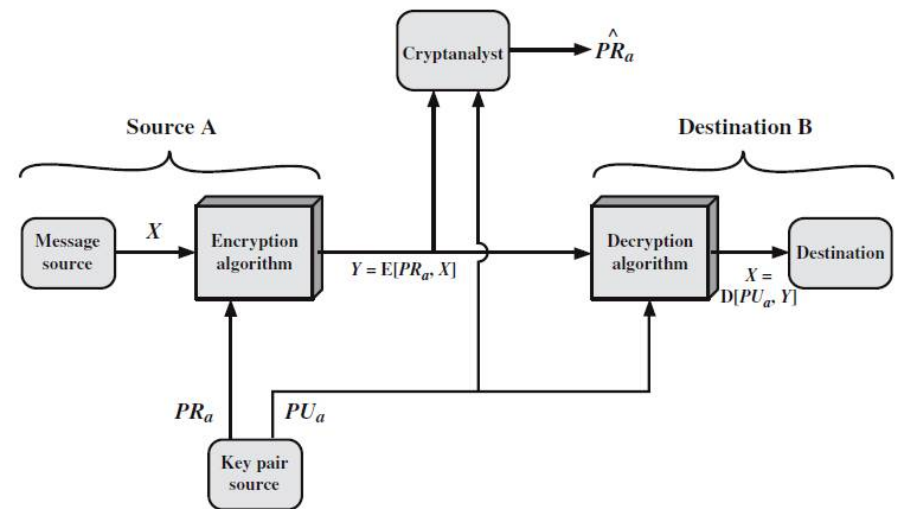 Cryptanalyst
P̂Rₐ
Source A
Destination B
Message
source
X
Encryption
algorithm
Y = E[PRₐ, X]
Decryption
algorithm
X =
D[PUₐ, Y]
Destination
PRₐ
PUₐ
Key pair
source